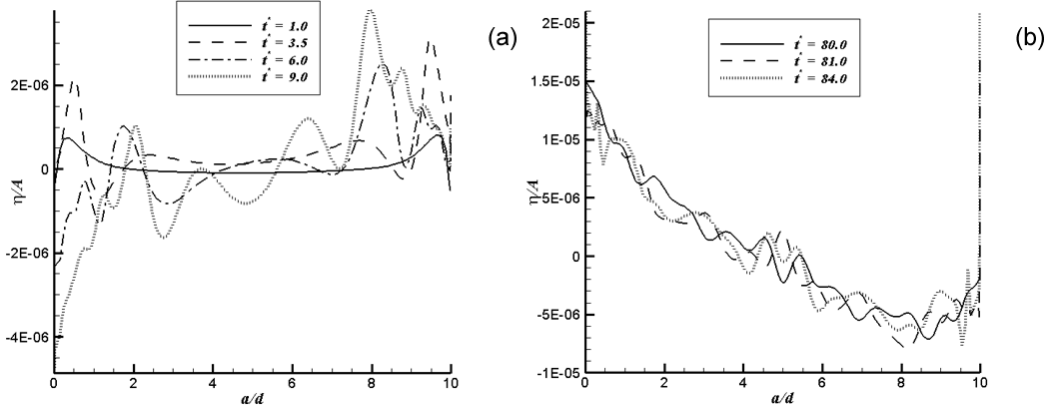 t* = 1.0
t* = 3.5
t* = 6.0
t* = 9.0
(a)
2E-06
0
-2E-06
-4E-06
η/A
0 2 4 6 8 10
a/d
t* = 80.0
t* = 81.0
t* = 84.0
(b)
2E-05
1.5E-05
1E-05
5E-06
0
-5E-06
-1E-05
η/A
0 2 4 6 8 10
a/d